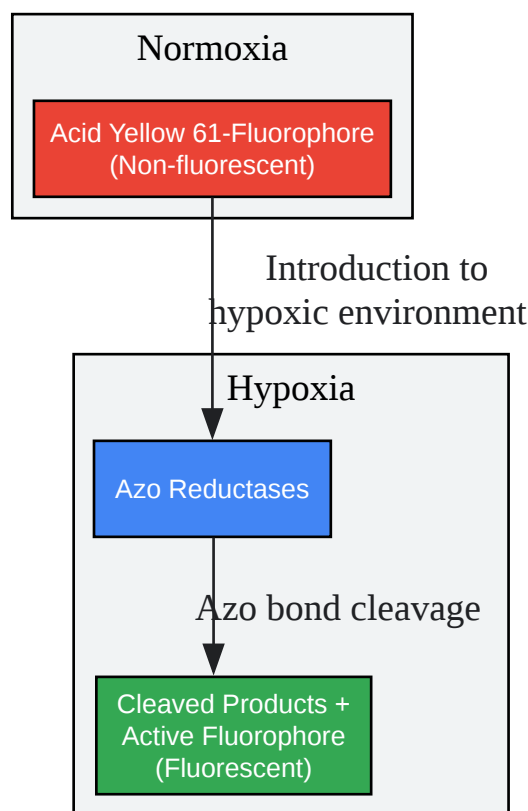 Normoxia
Acid Yellow 61-Fluorophore
(Non-fluorescent)
Introduction to
hypoxic environment
Hypoxia
Azo Reductases
Azo bond cleavage
Cleaved Products +
Active Fluorophore
(Fluorescent)